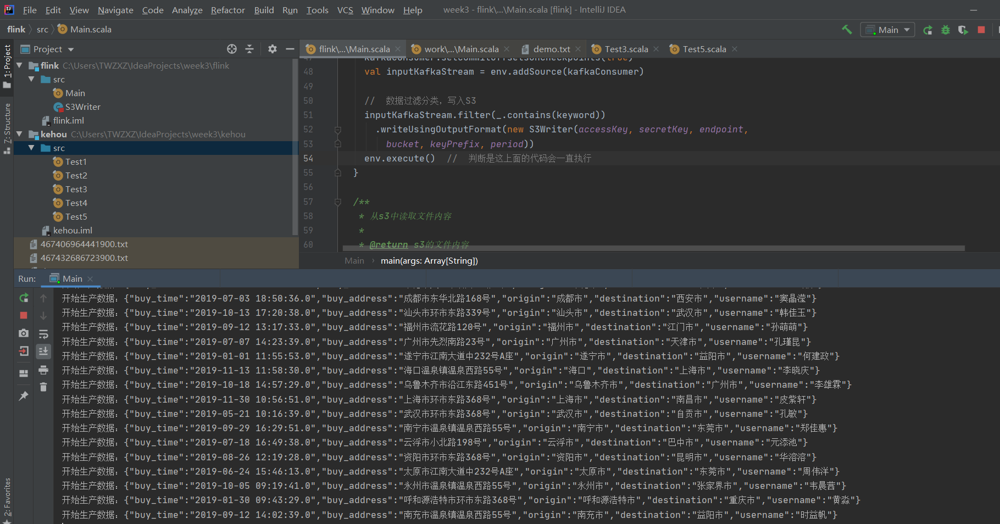 File Edit View Navigate Code Analyze Refactor Build Run Tools VCS Window Help week3 - flink\...\Main.scala [flink] - IntelliJ IDEA
flink src Main.scala
Main
1: Project
7: Structure
2: Favorites
Project
flink C:\Users\TWZXZ\IdeaProjects\week3\flink
src
Main
S3Writer
flink.iml
kehou C:\Users\TWZXZ\IdeaProjects\week3\kehou
src
Test1
Test2
Test3
Test4
Test5
kehou.iml
467406964441900.txt
467432686723900.txt
flink\...\Main.scala work\...\Main.scala demo.txt Test3.scala Test5.scala
47 kafkaConsumer.setCommitOffsetsOnCheckpoints(true)
48 val inputKafkaStream = env.addSource(kafkaConsumer)
49
50 // 数据过滤分类，写入S3
51 inputKafkaStream.filter(_.contains(keyword))
52 .writeUsingOutputFormat(new S3Writer(accessKey, secretKey, endpoint,
53 bucket, keyPrefix, period))
54 env.execute() // 判断是这上面的代码会一直执行
55 }
56
57 /**
58 * 从s3中读取文件内容
59 *
60 * @return s3的文件内容
Main › main(args: Array[String])
Run: Main
开始生产数据：{"buy_time":"2019-07-03 18:50:36.0","buy_address":"成都市东华北路168号","origin":"成都市","destination":"西安市","username":"窦晶滢"}
开始生产数据：{"buy_time":"2019-10-13 17:20:38.0","buy_address":"汕头市环市东路339号","origin":"汕头市","destination":"武汉市","username":"韩佳玉"}
开始生产数据：{"buy_time":"2019-09-12 13:17:33.0","buy_address":"福州市流花路120号","origin":"福州市","destination":"江门市","username":"孙萌萌"}
开始生产数据：{"buy_time":"2019-07-07 14:23:39.0","buy_address":"广州市先烈南路23号","origin":"广州市","destination":"天津市","username":"孔瑾昆"}
开始生产数据：{"buy_time":"2019-01-01 11:55:53.0","buy_address":"遂宁市江南大道中232号A座","origin":"遂宁市","destination":"益阳市","username":"何建政"}
开始生产数据：{"buy_time":"2019-11-13 11:58:30.0","buy_address":"海口温泉镇温泉西路55号","origin":"海口","destination":"上海市","username":"李晓庆"}
开始生产数据：{"buy_time":"2019-10-18 14:57:29.0","buy_address":"乌鲁木齐市沿江东路451号","origin":"乌鲁木齐市","destination":"广州市","username":"李雄霖"}
开始生产数据：{"buy_time":"2019-11-30 10:56:51.0","buy_address":"上海市环市东路368号","origin":"上海市","destination":"南昌市","username":"皮紫轩"}
开始生产数据：{"buy_time":"2019-05-21 10:16:39.0","buy_address":"武汉市环市东路368号","origin":"武汉市","destination":"自贡市","username":"孔敏"}
开始生产数据：{"buy_time":"2019-09-29 16:29:51.0","buy_address":"南宁市温泉镇温泉西路55号","origin":"南宁市","destination":"东莞市","username":"郑佳惠"}
开始生产数据：{"buy_time":"2019-07-18 16:49:38.0","buy_address":"云浮市小北路198号","origin":"云浮市","destination":"巴中市","username":"元添池"}
开始生产数据：{"buy_time":"2019-08-26 12:19:28.0","buy_address":"资阳市环市东路368号","origin":"资阳市","destination":"昆明市","username":"华溶溶"}
开始生产数据：{"buy_time":"2019-06-24 15:46:13.0","buy_address":"太原市江南大道中232号A座","origin":"太原市","destination":"东莞市","username":"周伟洋"}
开始生产数据：{"buy_time":"2019-10-05 09:19:41.0","buy_address":"永州市温泉镇温泉西路55号","origin":"永州市","destination":"张家界市","username":"韦晨茜"}
开始生产数据：{"buy_time":"2019-01-30 09:43:29.0","buy_address":"呼和源浩特市环市东路368号","origin":"呼和源浩特市","destination":"重庆市","username":"黄淼"}
开始生产数据：{"buy_time":"2019-09-12 14:02:39.0","buy_address":"南充市温泉镇温泉西路55号","origin":"南充市","destination":"益阳市","username":"时益帆"}